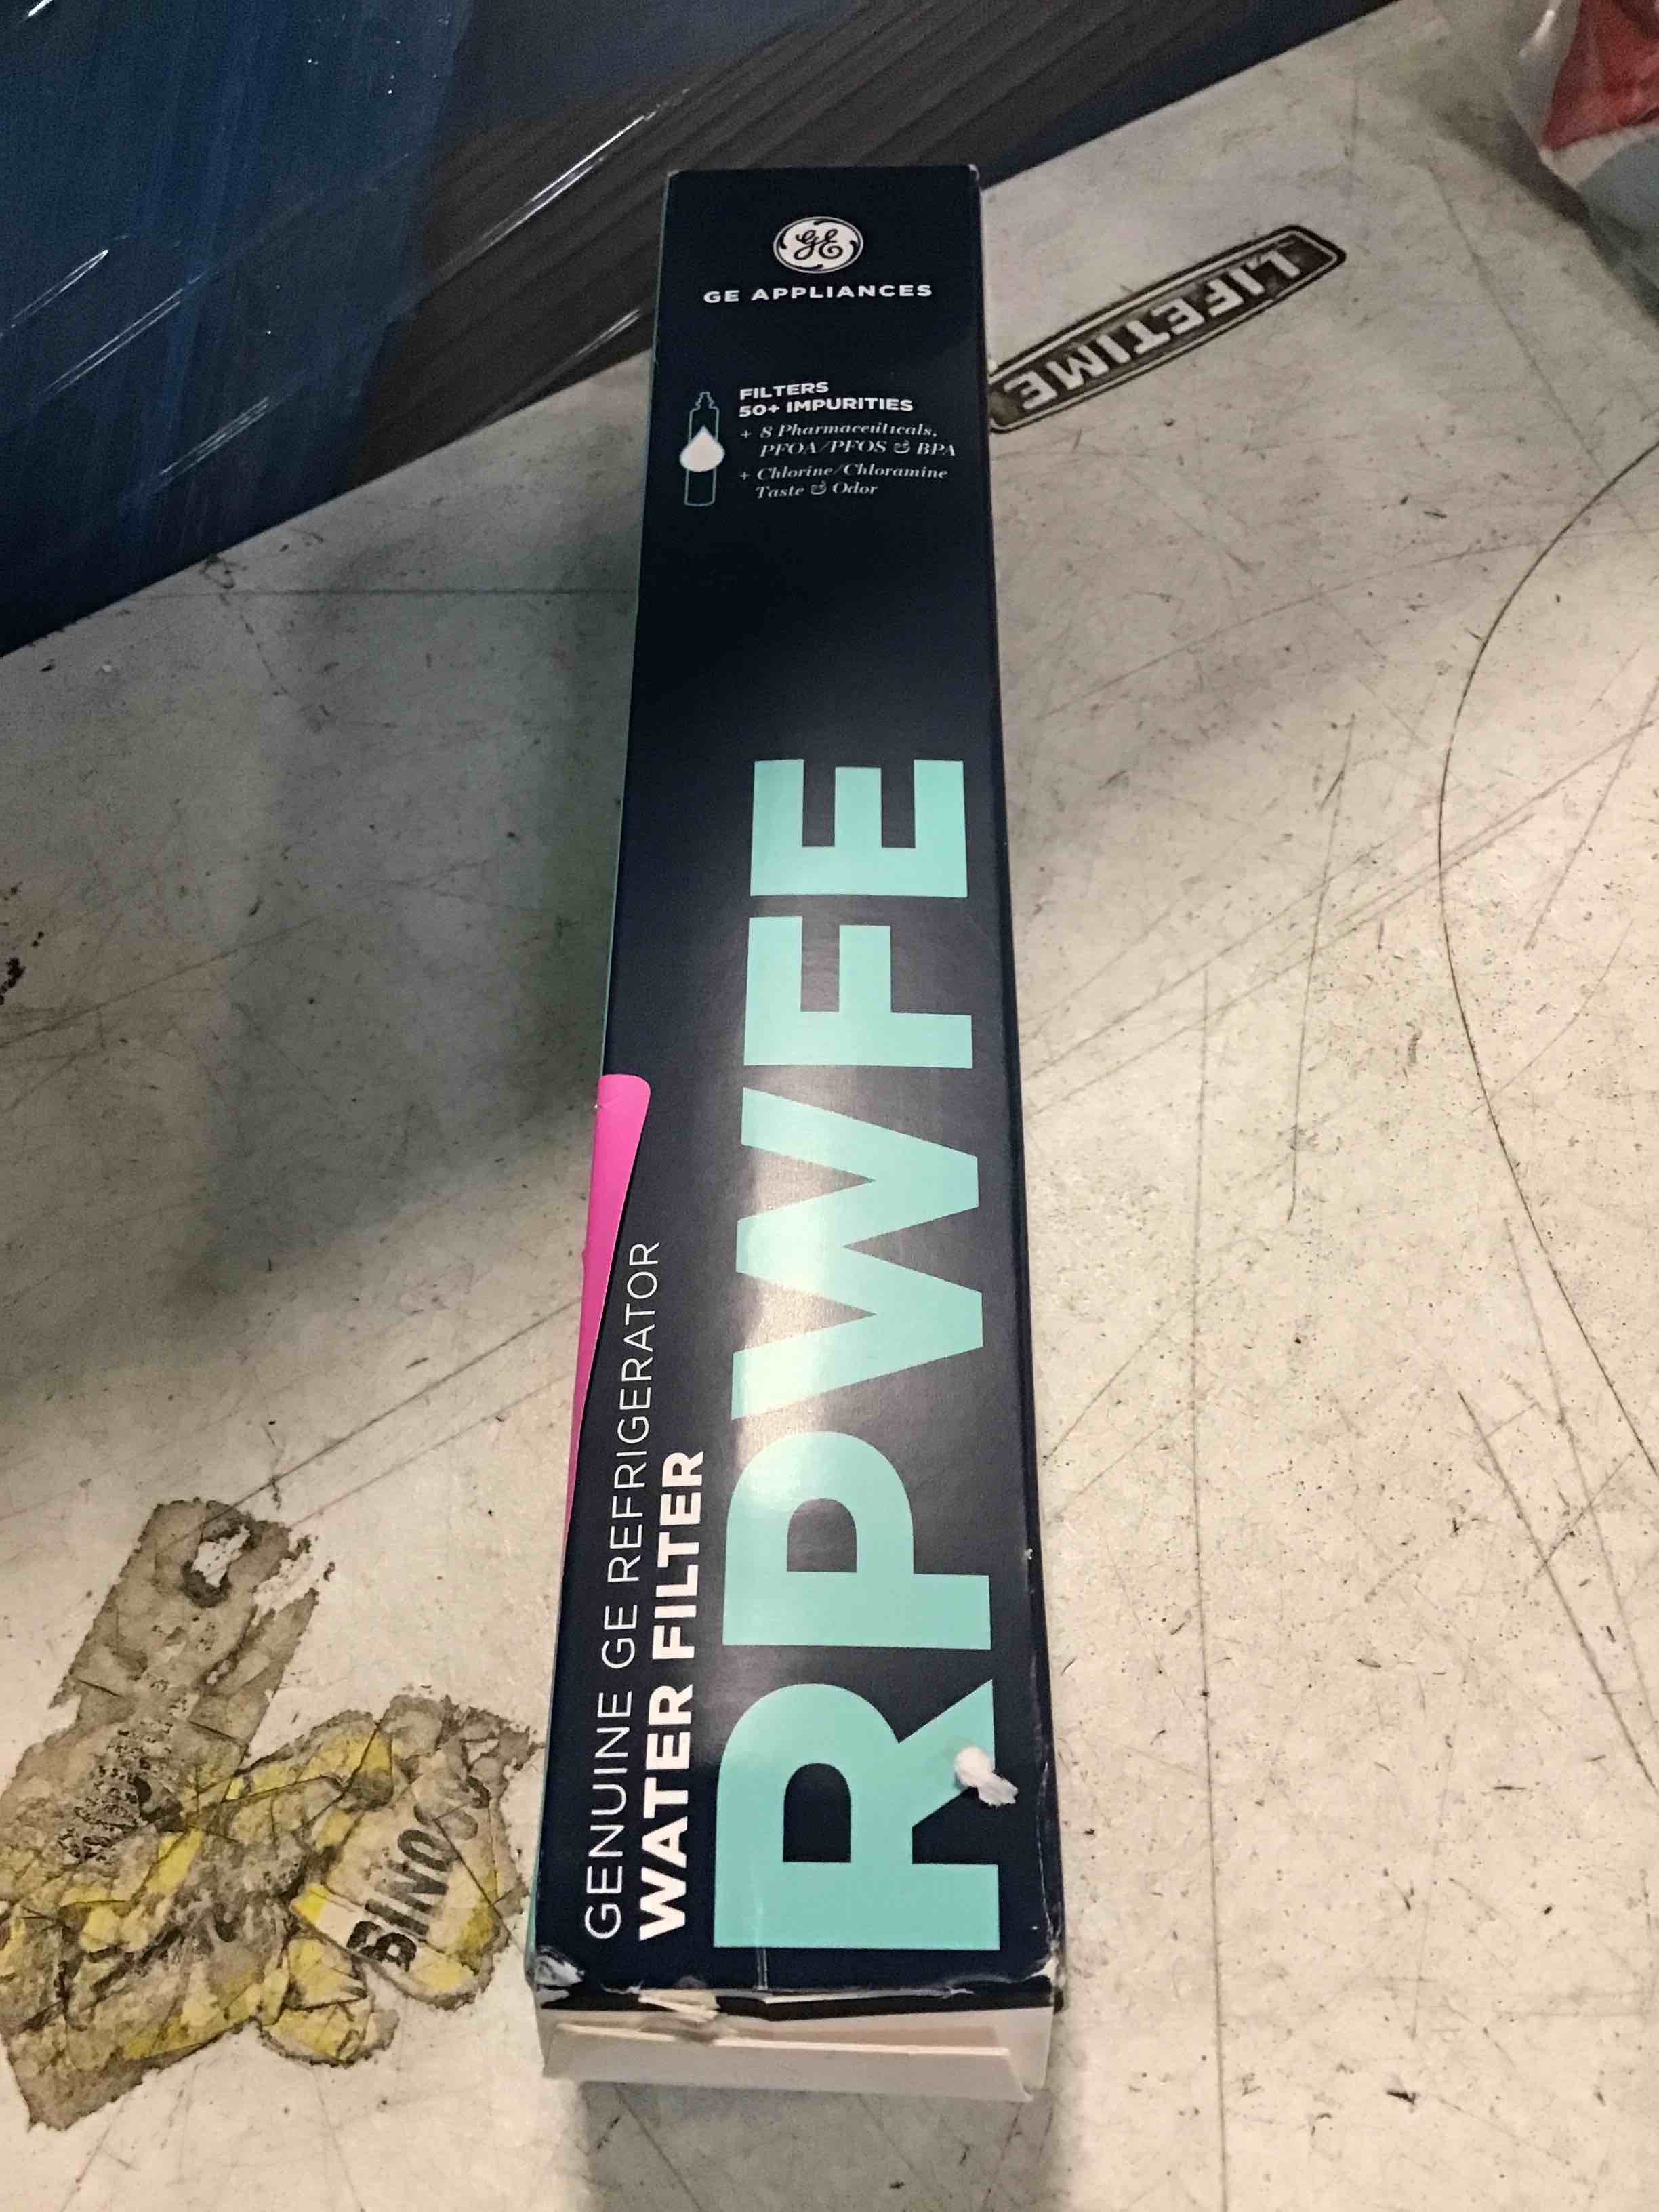 GE
GE APPLIANCES
FILTERS
50+ IMPURITIES
+ 8 Pharmaceuticals,
PFOA/PFOS & BPA
+ Chlorine/Chloramine
Taste & Odor
LIFETIME
GENUINE GE REFRIGERATOR
WATER FILTER
RPWFE